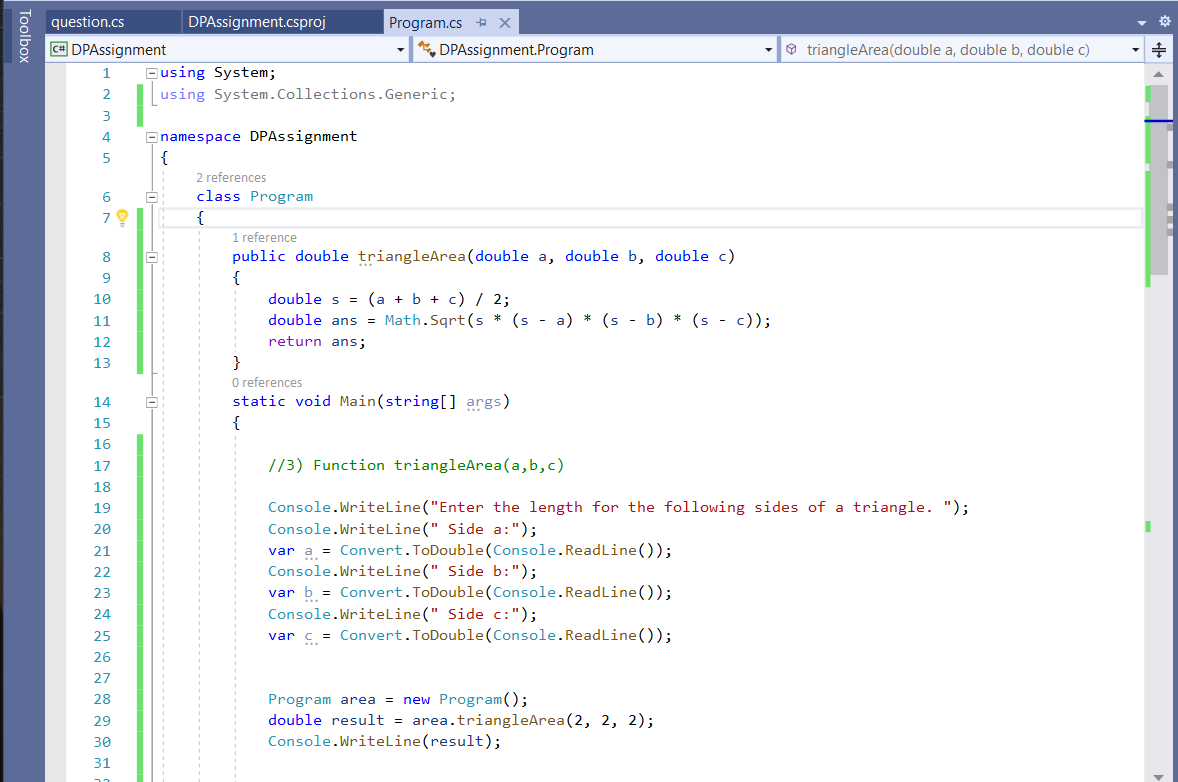 Toolbox
question.cs DPAssignment.csproj Program.cs
C# DPAssignment DPAssignment.Program triangleArea(double a, double b, double c)
1 using System;
2 using System.Collections.Generic;
3
4 namespace DPAssignment
5 {
2 references
6 class Program
7 {
1 reference
8 public double triangleArea(double a, double b, double c)
9 {
10 double s = (a + b + c) / 2;
11 double ans = Math.Sqrt(s * (s - a) * (s - b) * (s - c));
12 return ans;
13 }
0 references
14 static void Main(string[] args)
15 {
16
17 //3) Function triangleArea(a,b,c)
18
19 Console.WriteLine("Enter the length for the following sides of a triangle. ");
20 Console.WriteLine(" Side a:");
21 var a = Convert.ToDouble(Console.ReadLine());
22 Console.WriteLine(" Side b:");
23 var b = Convert.ToDouble(Console.ReadLine());
24 Console.WriteLine(" Side c:");
25 var c = Convert.ToDouble(Console.ReadLine());
26
27
28 Program area = new Program();
29 double result = area.triangleArea(2, 2, 2);
30 Console.WriteLine(result);
31